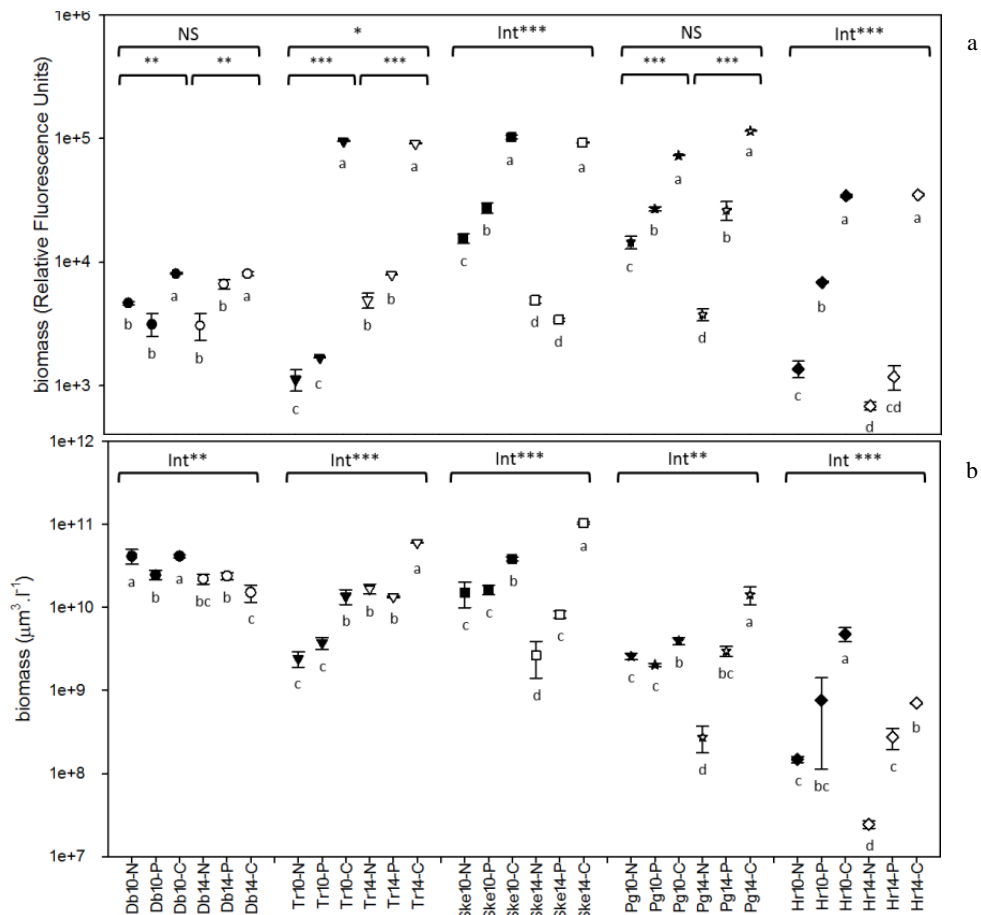 1e+6
NS
*
Int***
NS
Int***
a
** ** *** *** *** ***
1e+5
a a a a a a a a
1e+4
b b a b b a
c c b b
c b d d
c b d b
b c d cd
1e+3
biomass (Relative Fluorescence Units)
1e+12
Int**
Int***
Int***
Int**
Int ***
b
1e+11
a b a bc b c
1e+10
c c b b b a
c c b d c a
1e+9
c c b d bc a
1e+8
c bc a d c b
1e+7
biomass (µm³.l⁻¹)
Db10-N
Db10-P
Db10-C
Db14-N
Db14-P
Db14-C
Tr10-N
Tr10-P
Tr10-C
Tr14-N
Tr14-P
Tr14-C
Ske10-N
Ske10-P
Ske10-C
Ske14-N
Ske14-P
Ske14-C
Pg10-N
Pg10-P
Pg10-C
Pg14-N
Pg14-P
Pg14-C
Hr10-N
Hr10-P
Hr10-C
Hr14-N
Hr14-P
Hr14-C